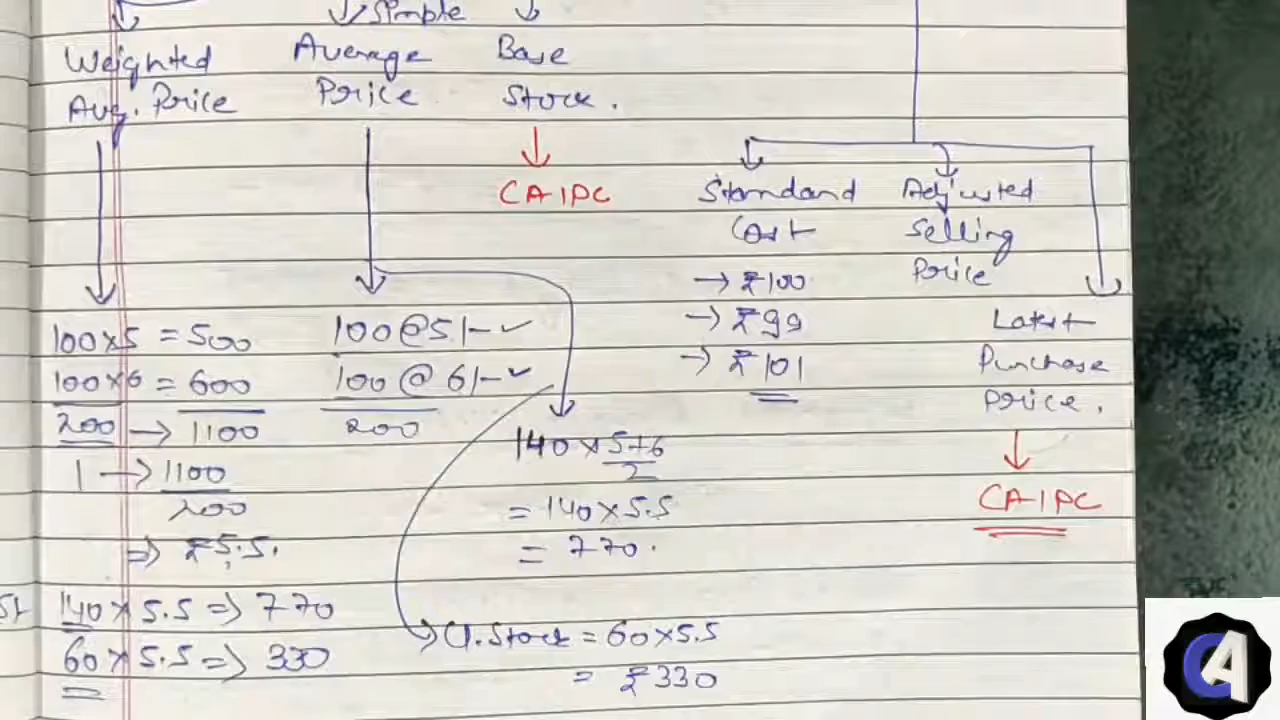 Simple
Weighted
Avg. Price
Average
Price
Base
Stock.
CA IPC
100×5 = 500
100×6 = 600
200 → 1100
1 → 1100
200
⇒ ₹5.5.
140×5.5 ⇒ 770
60×5.5 ⇒ 330
100@5/- ✓
100@6/- ✓
200
140×5+6
2
= 140×5.5
= 770.
Cl.Stock = 60×5.5
= ₹330
Standard
Cost
→ ₹100
→ ₹99
→ ₹101
Adjusted
Selling
Price
Latest
Purchase
Price.
CA IPC
CA